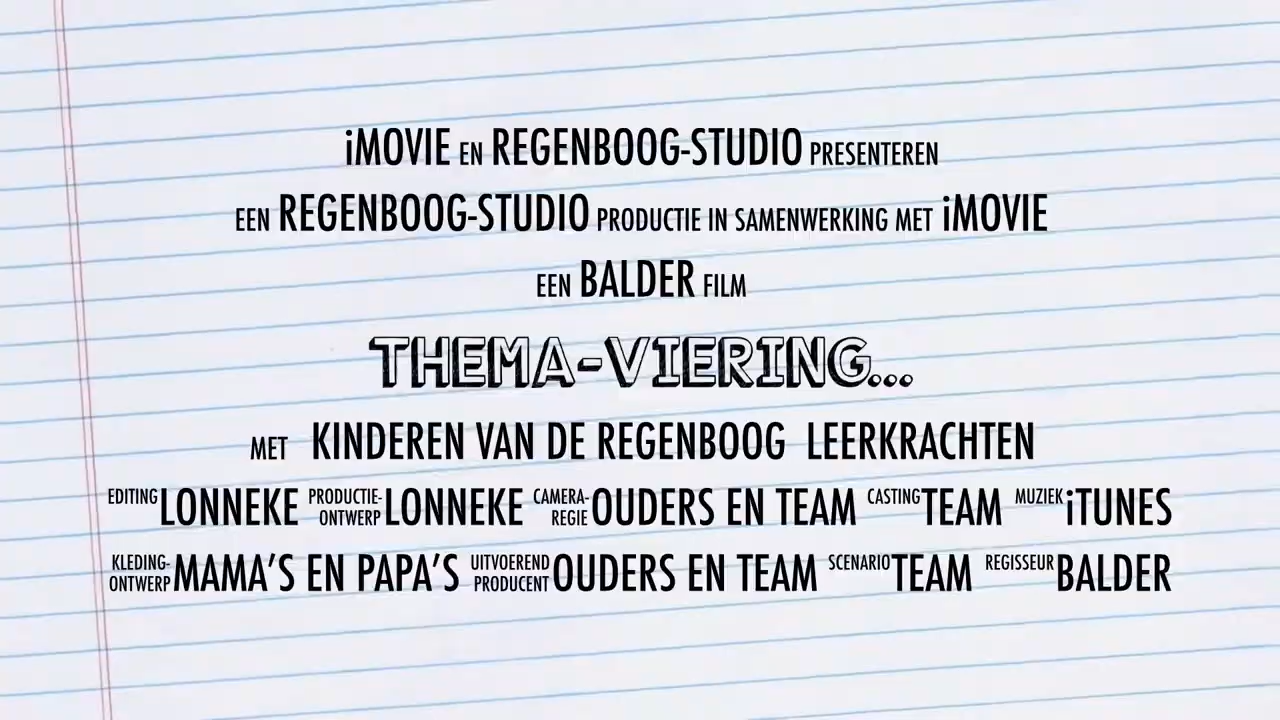 iMOVIE EN REGENBOOG-STUDIO PRESENTEREN
EEN REGENBOOG-STUDIO PRODUCTIE IN SAMENWERKING MET iMOVIE
EEN BALDER FILM
THEMA-VIERING...
MET KINDEREN VAN DE REGENBOOG LEERKRACHTEN
EDITING LONNEKE PRODUCTIE-ONTWERP LONNEKE CAMERA-REGIE OUDERS EN TEAM CASTING TEAM MUZIEK iTUNES
KLEDING-ONTWERP MAMA'S EN PAPA'S UITVOEREND PRODUCENT OUDERS EN TEAM SCENARIO TEAM REGISSEUR BALDER